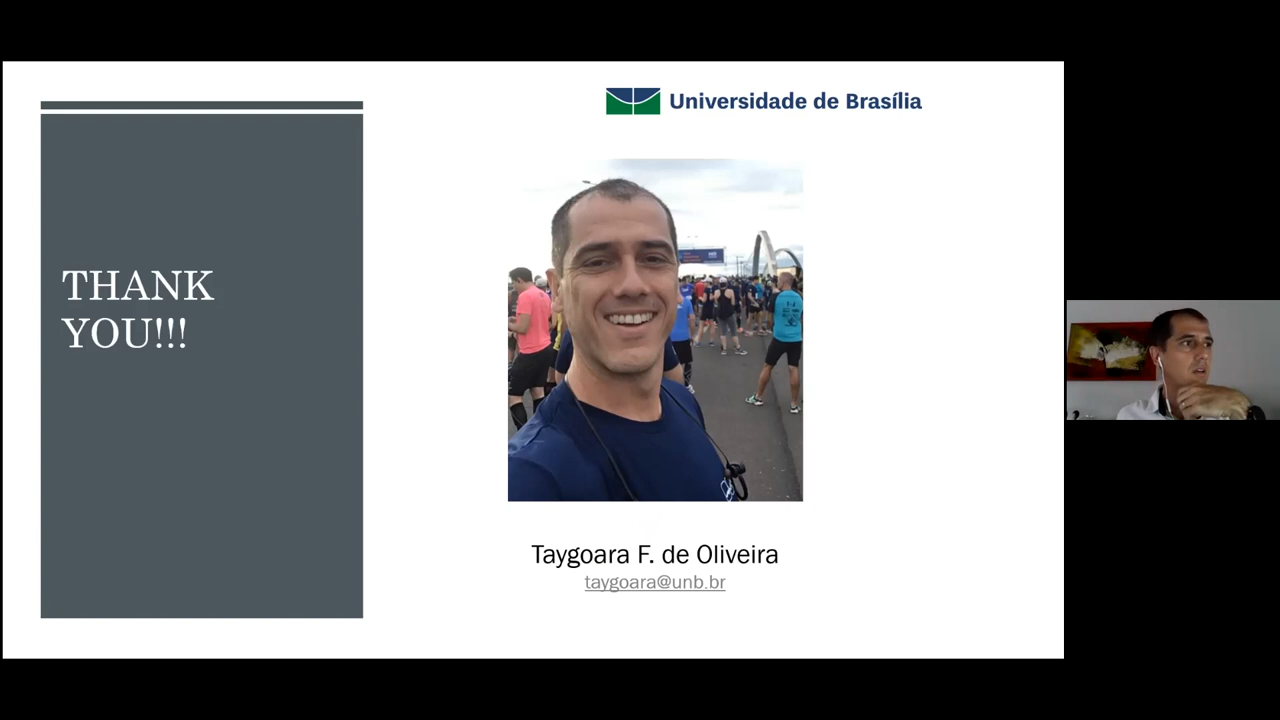 Universidade de Brasília
THANK
YOU!!!
Taygoara F. de Oliveira
taygoara@unb.br